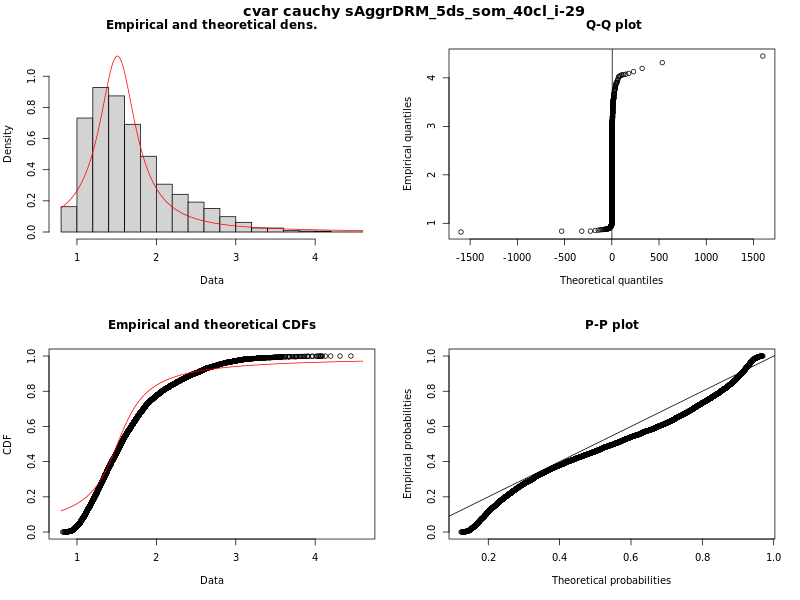 cvar cauchy sAggrDRM_5ds_som_40cl_i-29
Empirical and theoretical dens.
Density
0.0 0.2 0.4 0.6 0.8 1.0
1 2 3 4
Data
Q-Q plot
Empirical quantiles
1 2 3 4
-1500 -1000 -500 0 500 1000 1500
Theoretical quantiles
Empirical and theoretical CDFs
CDF
0.0 0.2 0.4 0.6 0.8 1.0
1 2 3 4
Data
P-P plot
Empirical probabilities
0.0 0.2 0.4 0.6 0.8 1.0
0.2 0.4 0.6 0.8 1.0
Theoretical probabilities